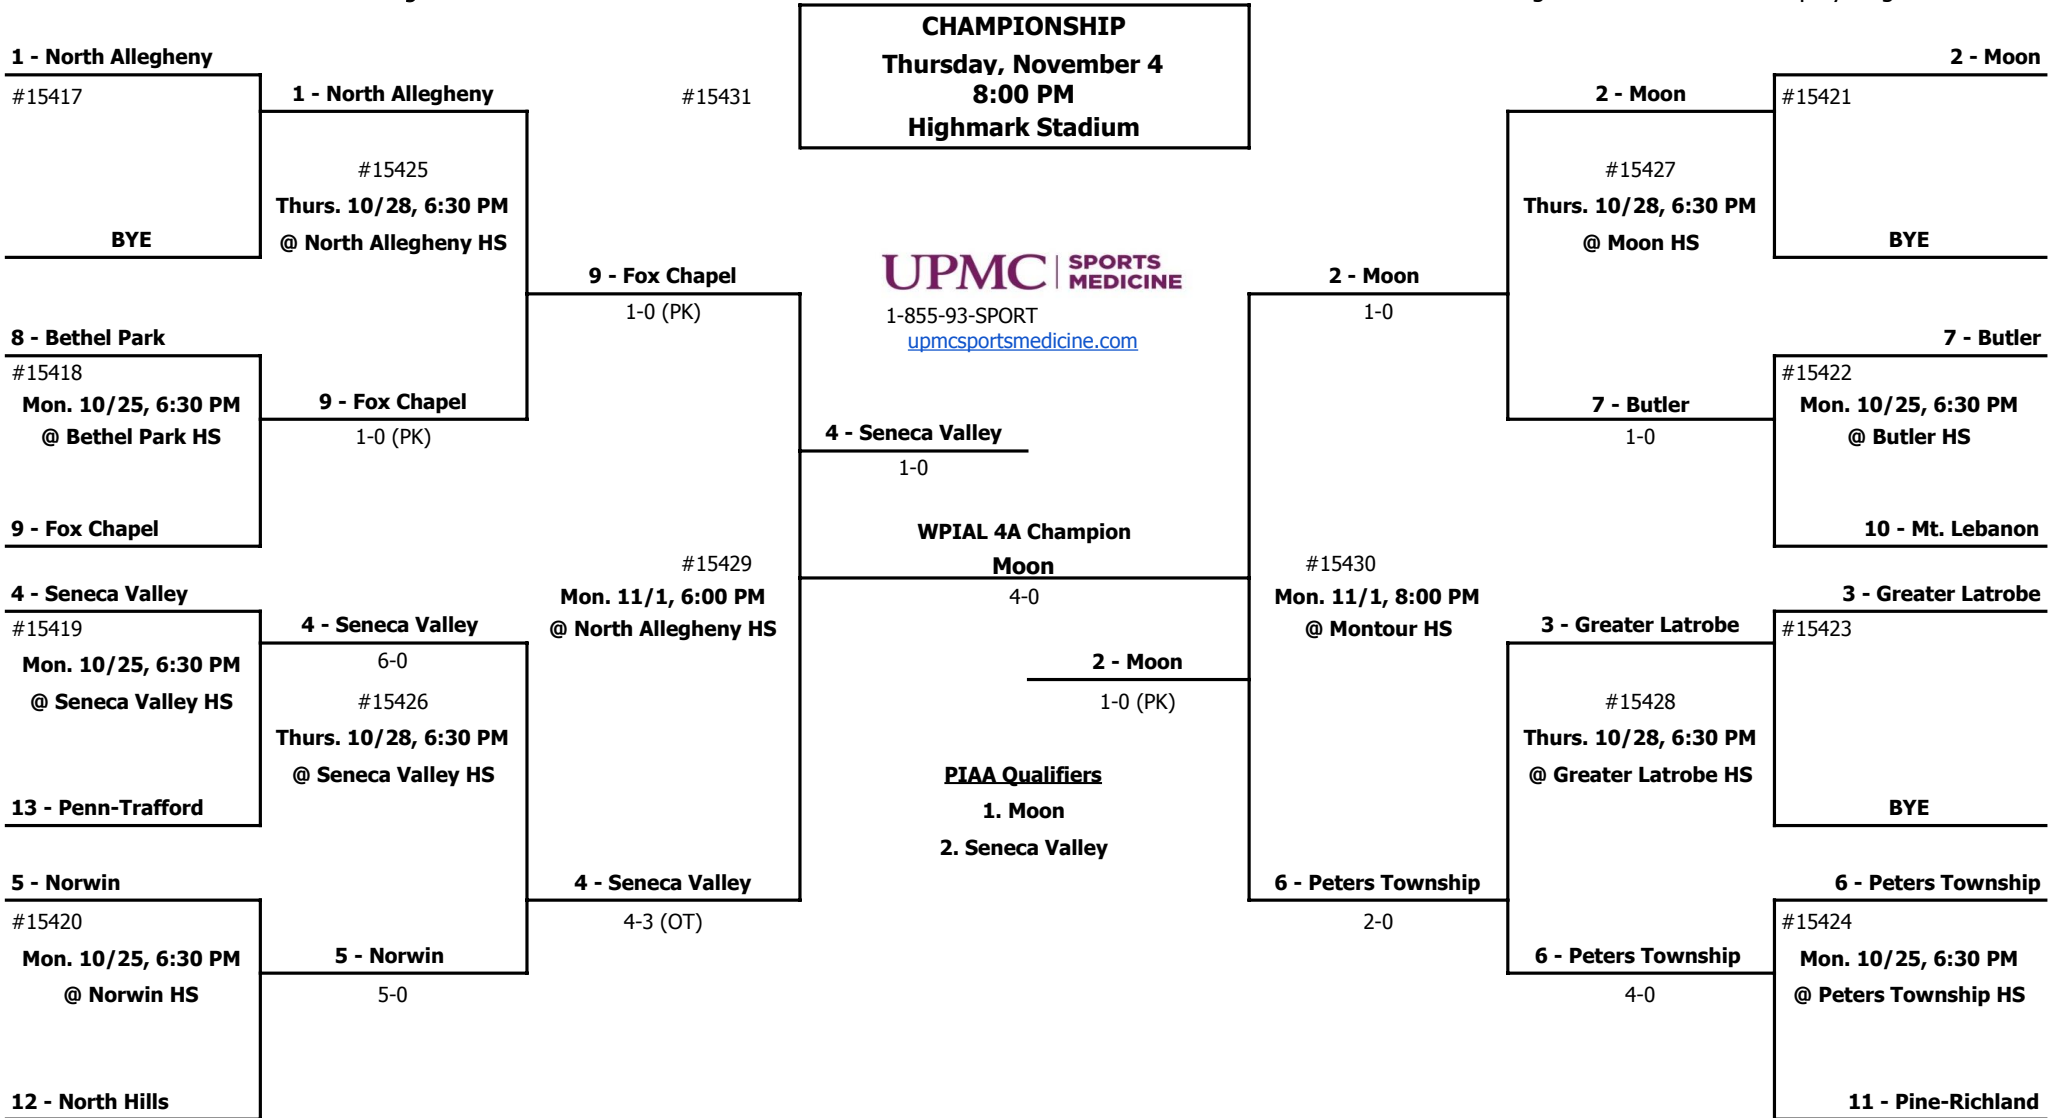 CHAMPIONSHIP
Thursday, November 4
8:00 PM
Highmark Stadium
#15431
1 - North Allegheny
#15417
BYE
8 - Bethel Park
#15418
Mon. 10/25, 6:30 PM
@ Bethel Park HS
9 - Fox Chapel
4 - Seneca Valley
#15419
Mon. 10/25, 6:30 PM
@ Seneca Valley HS
13 - Penn-Trafford
5 - Norwin
#15420
Mon. 10/25, 6:30 PM
@ Norwin HS
12 - North Hills
1 - North Allegheny
#15425
Thurs. 10/28, 6:30 PM
@ North Allegheny HS
9 - Fox Chapel
1-0 (PK)
4 - Seneca Valley
6-0
#15426
Thurs. 10/28, 6:30 PM
@ Seneca Valley HS
5 - Norwin
5-0
9 - Fox Chapel
1-0 (PK)
#15429
Mon. 11/1, 6:00 PM
@ North Allegheny HS
4 - Seneca Valley
4-3 (OT)
UPMC | SPORTS MEDICINE
1-855-93-SPORT
upmcsportsmedicine.com
4 - Seneca Valley
1-0
WPIAL 4A Champion
Moon
4-0
2 - Moon
1-0 (PK)
PIAA Qualifiers
1. Moon
2. Seneca Valley
2 - Moon
1-0
#15430
Mon. 11/1, 8:00 PM
@ Montour HS
6 - Peters Township
2-0
2 - Moon
#15427
Thurs. 10/28, 6:30 PM
@ Moon HS
7 - Butler
1-0
3 - Greater Latrobe
#15428
Thurs. 10/28, 6:30 PM
@ Greater Latrobe HS
6 - Peters Township
4-0
2 - Moon
#15421
BYE
7 - Butler
#15422
Mon. 10/25, 6:30 PM
@ Butler HS
10 - Mt. Lebanon
3 - Greater Latrobe
#15423
BYE
6 - Peters Township
#15424
Mon. 10/25, 6:30 PM
@ Peters Township HS
11 - Pine-Richland